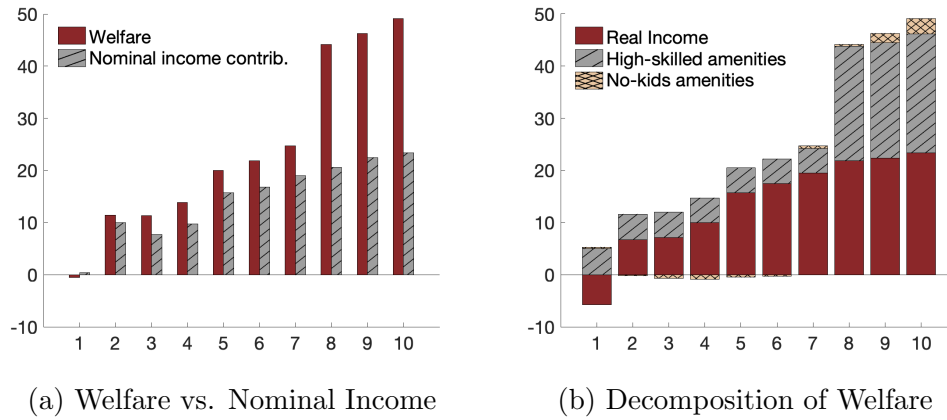 50
40
30
20
10
0
-10
Welfare
Nominal income contrib.
1 2 3 4 5 6 7 8 9 10
(a) Welfare vs. Nominal Income
50
40
30
20
10
0
-10
Real Income
High-skilled amenities
No-kids amenities
1 2 3 4 5 6 7 8 9 10
(b) Decomposition of Welfare